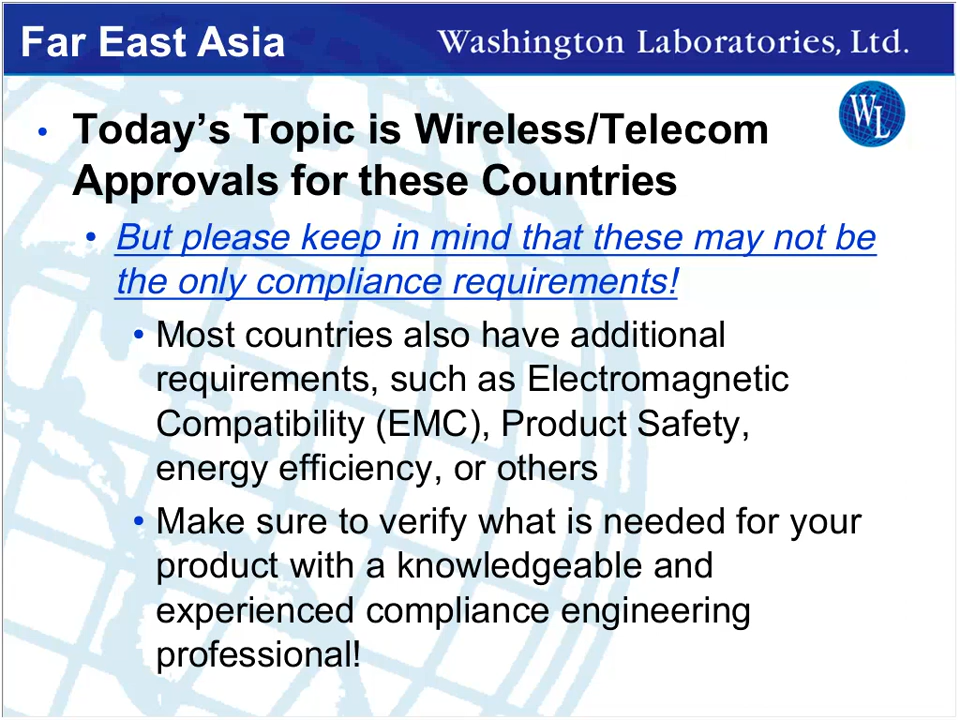 Far East Asia
Washington Laboratories, Ltd.
WL
• Today’s Topic is Wireless/Telecom
Approvals for these Countries
• But please keep in mind that these may not be
the only compliance requirements!
• Most countries also have additional
requirements, such as Electromagnetic
Compatibility (EMC), Product Safety,
energy efficiency, or others
• Make sure to verify what is needed for your
product with a knowledgeable and
experienced compliance engineering
professional!